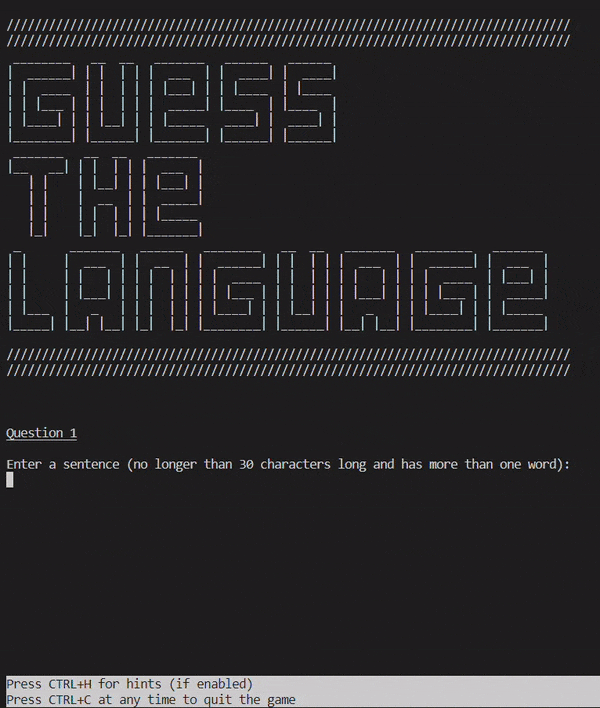 ////////////////////////////////////////////////////////////////////////////////
////////////////////////////////////////////////////////////////////////////////
GUESS
THE
LANGUAGE
////////////////////////////////////////////////////////////////////////////////
////////////////////////////////////////////////////////////////////////////////
Question 1
Enter a sentence (no longer than 30 characters long and has more than one word):
Press CTRL+H for hints (if enabled)
Press CTRL+C at any time to quit the game